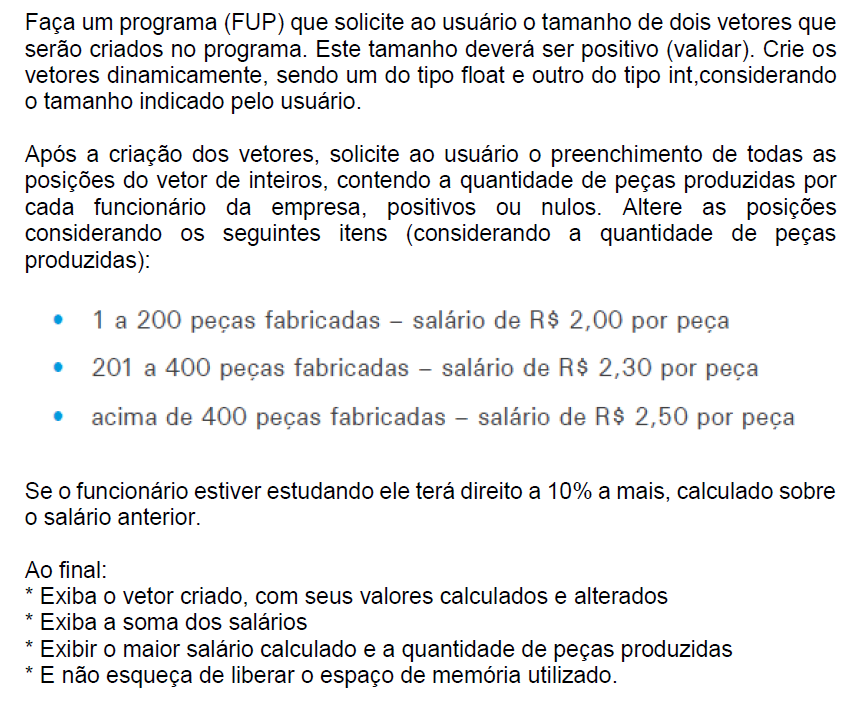 Faça um programa (FUP) que solicite ao usuário o tamanho de dois vetores que
serão criados no programa. Este tamanho deverá ser positivo (validar). Crie os
vetores dinamicamente, sendo um do tipo float e outro do tipo int,considerando
o tamanho indicado pelo usuário.
Após a criação dos vetores, solicite ao usuário o preenchimento de todas as
posições do vetor de inteiros, contendo a quantidade de peças produzidas por
cada funcionário da empresa, positivos ou nulos. Altere as posições
considerando os seguintes itens (considerando a quantidade de peças
produzidas):
• 1 a 200 peças fabricadas – salário de R$ 2,00 por peça
• 201 a 400 peças fabricadas – salário de R$ 2,30 por peça
• acima de 400 peças fabricadas – salário de R$ 2,50 por peça
Se o funcionário estiver estudando ele terá direito a 10% a mais, calculado sobre
o salário anterior.
Ao final:
* Exiba o vetor criado, com seus valores calculados e alterados
* Exiba a soma dos salários
* Exibir o maior salário calculado e a quantidade de peças produzidas
* E não esqueça de liberar o espaço de memória utilizado.